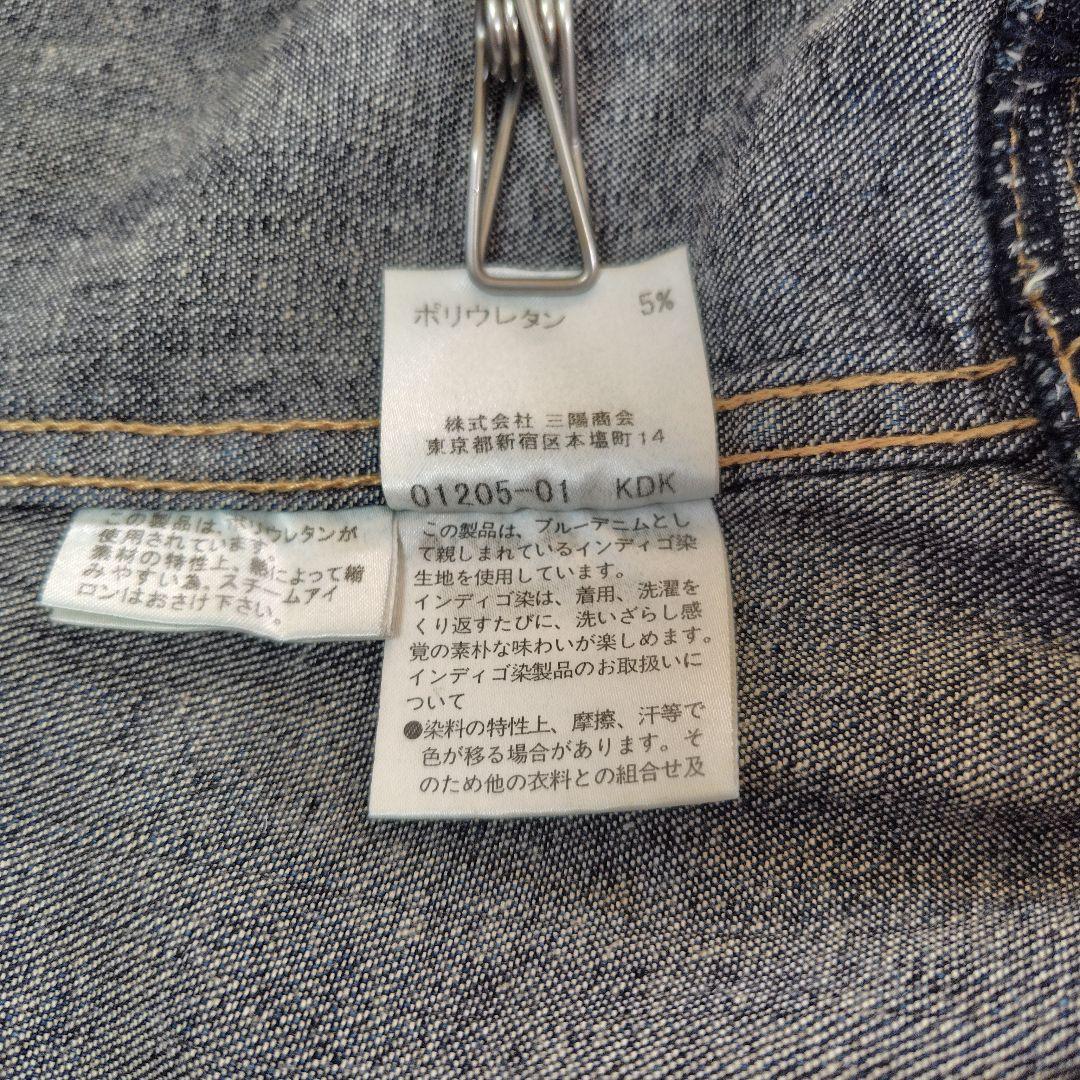 ポリウレタン 5%
株式会社 三陽商会
東京都新宿区本塩町14
01205-01 KDK
この製品は、ポリウレタンが
使用されています。
素材の特性上、熱によって縮
みやすい為、スチームアイ
ロンはおさけ下さい。
この製品は、ブルーデニムとし
て親しまれているインディゴ染
生地を使用しています。
インディゴ染は、着用、洗濯を
くり返すたびに、洗いざらし感
覚の素朴な味わいが楽しめます。
インディゴ染製品のお取扱いに
ついて
●染料の特性上、摩擦、汗等で
色が移る場合があります。そ
のため他の衣料との組合せ及